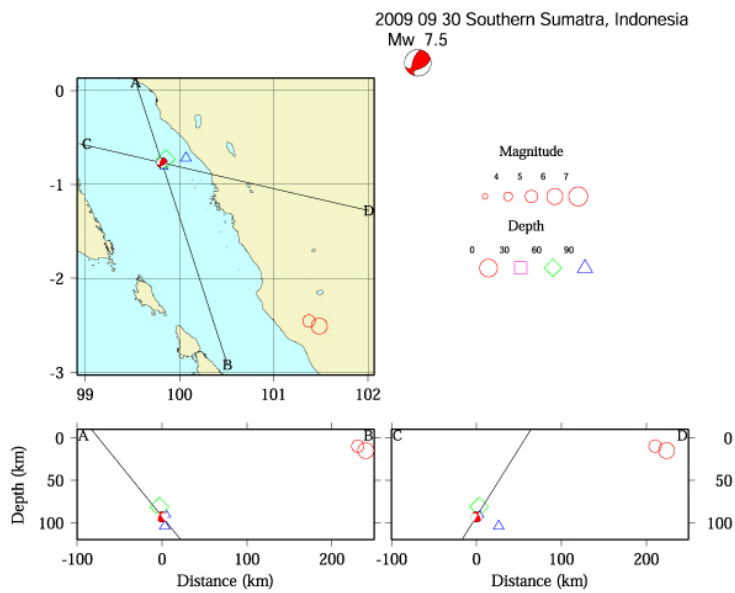 2009 09 30 Southern Sumatra, Indonesia
Mw 7.5
A
0
C
-1
D
-2
B
-3
99 100 101 102
Magnitude
4 5 6 7
Depth
0 30 60 90
A B
C D
0 50 100
Depth (km)
-100 0 100 200
Distance (km)
-100 0 100 200
Distance (km)
0 50 100